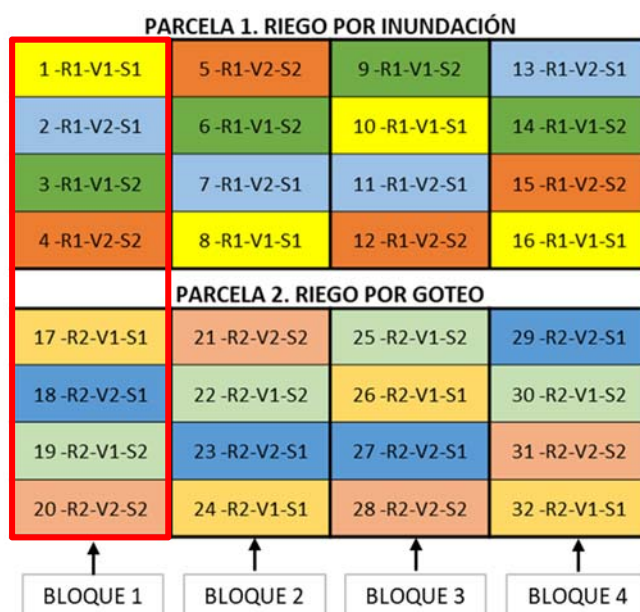 PARCELA 1. RIEGO POR INUNDACIÓN
1 -R1-V1-S1 5 -R1-V2-S2 9 -R1-V1-S2 13 -R1-V2-S1
2 -R1-V2-S1 6 -R1-V1-S2 10 -R1-V1-S1 14 -R1-V1-S2
3 -R1-V1-S2 7 -R1-V2-S1 11 -R1-V2-S1 15 -R1-V2-S2
4 -R1-V2-S2 8 -R1-V1-S1 12 -R1-V2-S2 16 -R1-V1-S1
PARCELA 2. RIEGO POR GOTEO
17 -R2-V1-S1 21 -R2-V2-S2 25 -R2-V1-S2 29 -R2-V2-S1
18 -R2-V2-S1 22 -R2-V1-S2 26 -R2-V1-S1 30 -R2-V1-S2
19 -R2-V1-S2 23 -R2-V2-S1 27 -R2-V2-S1 31 -R2-V2-S2
20 -R2-V2-S2 24 -R2-V1-S1 28 -R2-V2-S2 32 -R2-V1-S1
BLOQUE 1 BLOQUE 2 BLOQUE 3 BLOQUE 4